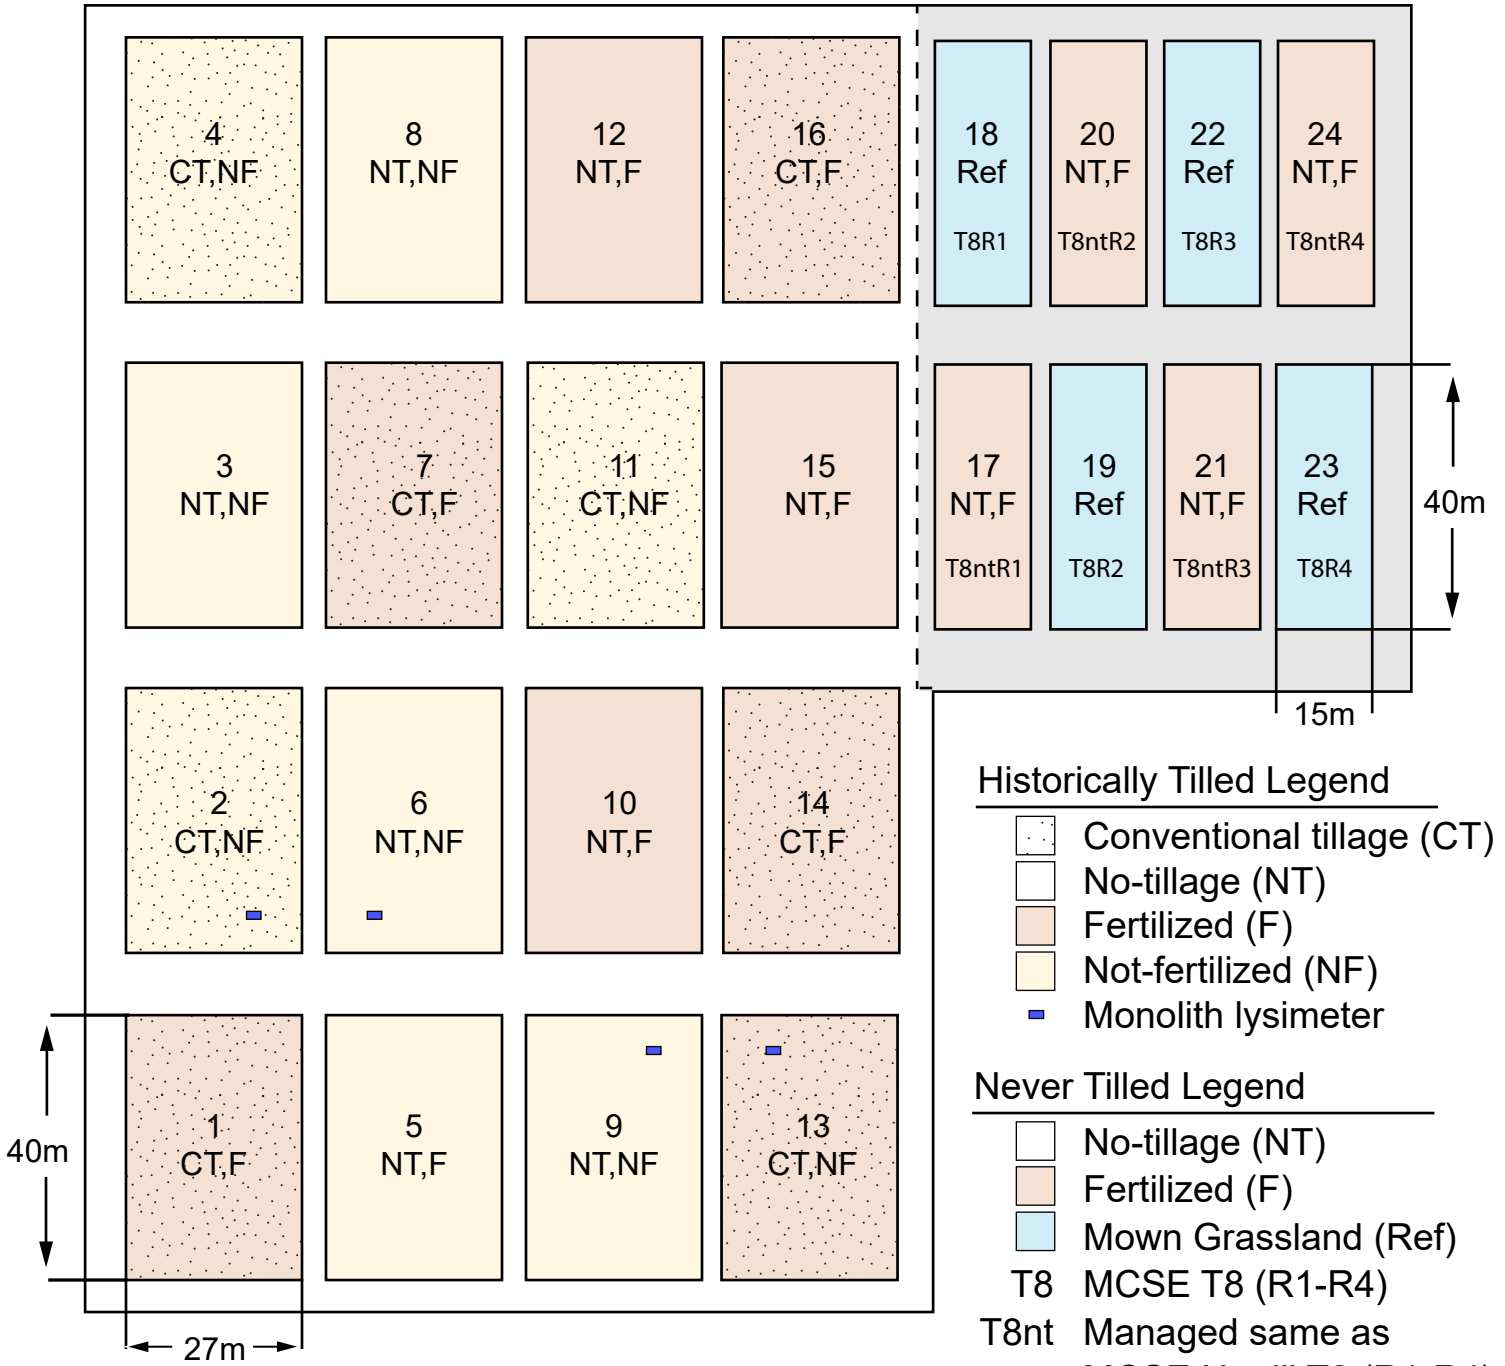 4
CT,NF
8
NT,NF
12
NT,F
16
CT,F
18
Ref
T8R1
20
NT,F
T8ntR2
22
Ref
T8R3
24
NT,F
T8ntR4
3
NT,NF
7
CT,F
11
CT,NF
15
NT,F
17
NT,F
T8ntR1
19
Ref
T8R2
21
NT,F
T8ntR3
23
Ref
T8R4
40m
15m
2
CT,NF
6
NT,NF
10
NT,F
14
CT,F
1
CT,F
5
NT,F
9
NT,NF
13
CT,NF
40m
27m
Historically Tilled Legend
Conventional tillage (CT)
No-tillage (NT)
Fertilized (F)
Not-fertilized (NF)
Monolith lysimeter
Never Tilled Legend
No-tillage (NT)
Fertilized (F)
Mown Grassland (Ref)
T8 MCSE T8 (R1-R4)
T8nt Managed same as